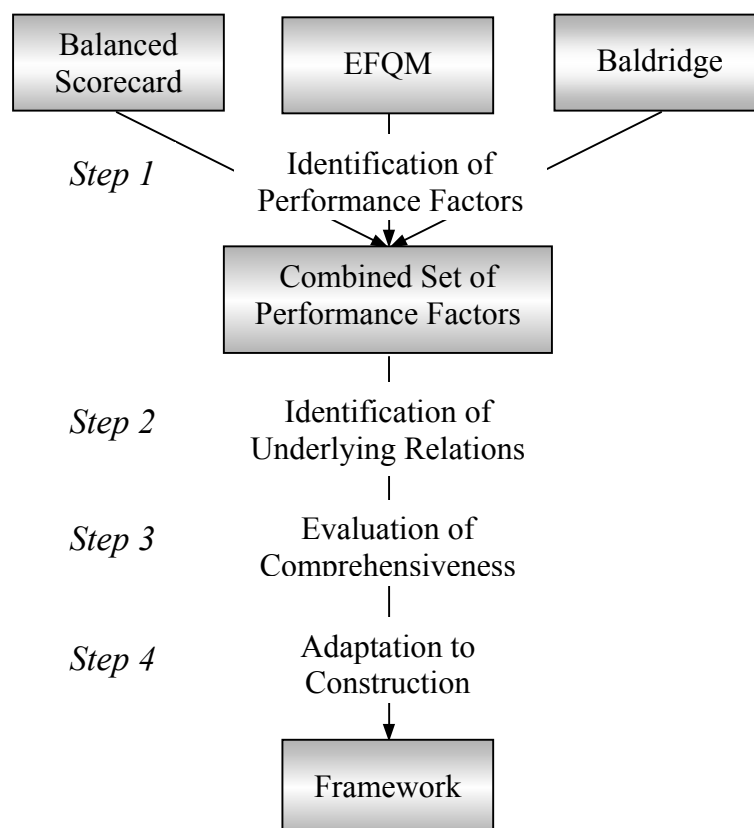 Balanced
Scorecard
EFQM
Baldridge
Step 1
Identification of
Performance Factors
Combined Set of
Performance Factors
Step 2
Identification of
Underlying Relations
Step 3
Evaluation of
Comprehensiveness
Step 4
Adaptation to
Construction
Framework